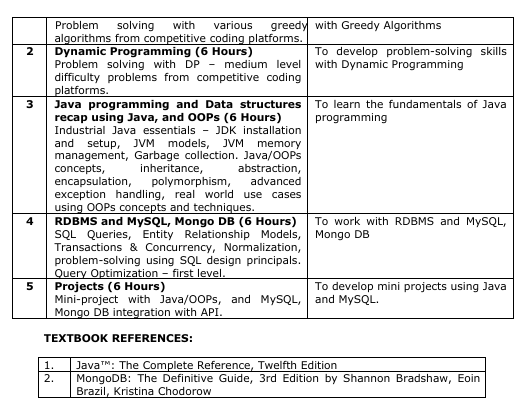 Problem solving with various greedy with Greedy Algorithms
algorithms from competitive coding platforms.
2 Dynamic Programming (6 Hours) To develop problem-solving skills
Problem solving with DP – medium level with Dynamic Programming
difficulty problems from competitive coding
platforms.
3 Java programming and Data structures To learn the fundamentals of Java
recap using Java, and OOPs (6 Hours) programming
Industrial Java essentials – JDK installation
and setup, JVM models, JVM memory
management, Garbage collection. Java/OOPs
concepts, inheritance, abstraction,
encapsulation, polymorphism, advanced
exception handling, real world use cases
using OOPs concepts and techniques.
4 RDBMS and MySQL, Mongo DB (6 Hours) To work with RDBMS and MySQL,
SQL Queries, Entity Relationship Models, Mongo DB
Transactions & Concurrency, Normalization,
problem-solving using SQL design principals.
Query Optimization – first level.
5 Projects (6 Hours) To develop mini projects using Java
Mini-project with Java/OOPs, and MySQL, and MySQL.
Mongo DB integration with API.
TEXTBOOK REFERENCES:
1. Java™: The Complete Reference, Twelfth Edition
2. MongoDB: The Definitive Guide, 3rd Edition by Shannon Bradshaw, Eoin
Brazil, Kristina Chodorow